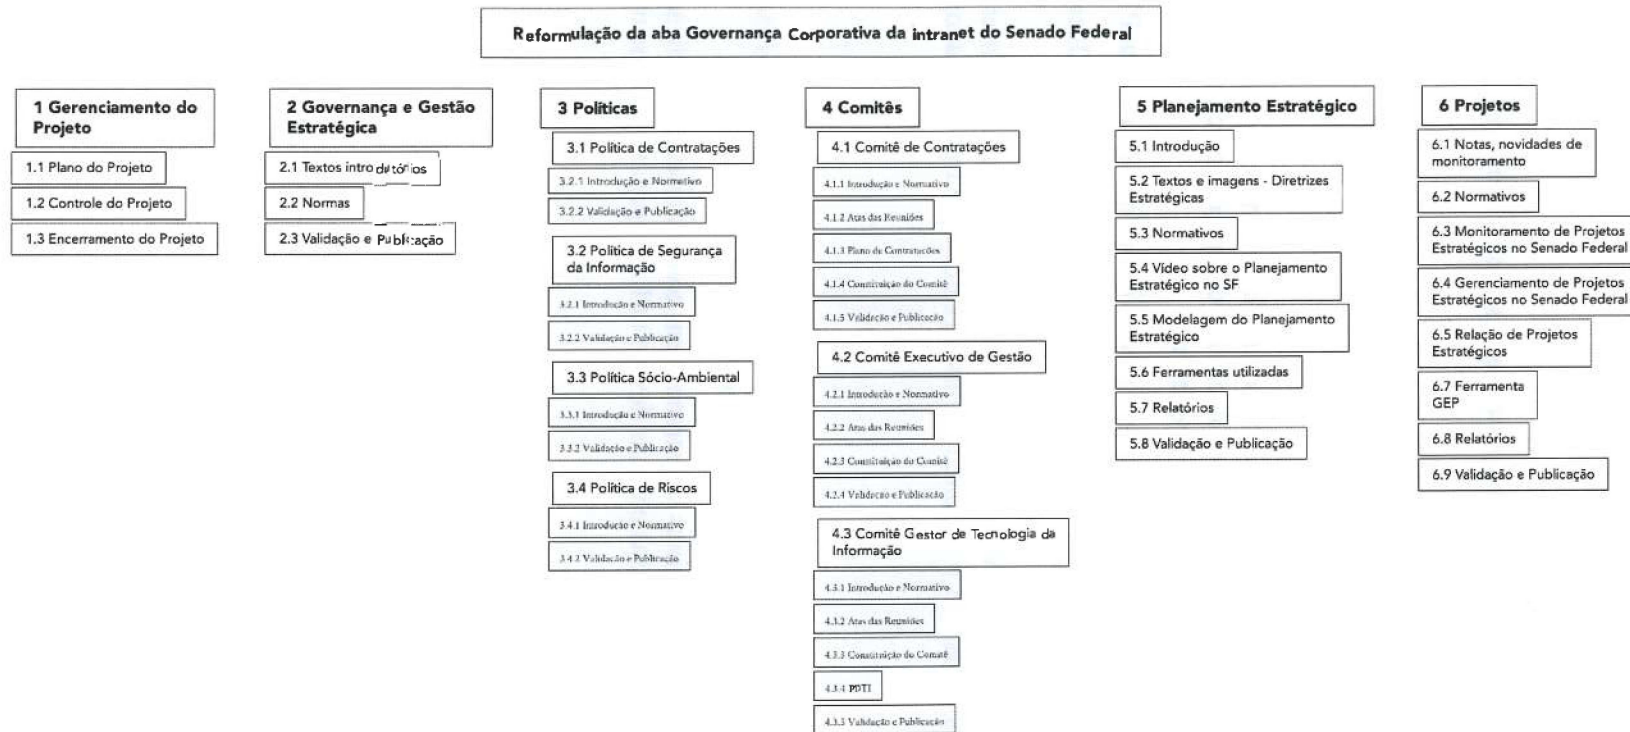 Reformulação da aba Governança Corporativa da intranet do Senado Federal
1 Gerenciamento do
Projeto
1.1 Plano do Projeto
1.2 Controle do Projeto
1.3 Encerramento do Projeto
2 Governança e Gestão
Estratégica
2.1 Textos introdutórios
2.2 Normas
2.3 Validação e Publicação
3 Políticas
3.1 Política de Contratações
3.2.1 Introdução e Normativo
3.2.2 Validação e Publicação
3.2 Política de Segurança
da Informação
3.2.1 Introdução e Normativo
3.2.2 Validação e Publicação
3.3 Política Sócio-Ambiental
3.3.1 Introdução e Normativo
3.3.2 Validação e Publicação
3.4 Política de Riscos
3.4.1 Introdução e Normativo
3.4.2 Validação e Publicação
4 Comitês
4.1 Comitê de Contratações
4.1.1 Introdução e Normativo
4.1.2 Atas das Reuniões
4.1.3 Plano de Contratações
4.1.4 Constituição do Comitê
4.1.5 Validação e Publicação
4.2 Comitê Executivo de Gestão
4.2.1 Introdução e Normativo
4.2.2 Atas das Reuniões
4.2.3 Constituição do Comitê
4.2.4 Validação e Publicação
4.3 Comitê Gestor de Tecnologia da
Informação
4.3.1 Introdução e Normativo
4.3.2 Atas das Reuniões
4.3.3 Constituição do Comitê
4.3.4 PDTI
4.3.3 Validação e Publicação
5 Planejamento Estratégico
5.1 Introdução
5.2 Textos e imagens - Diretrizes
Estratégicas
5.3 Normativos
5.4 Vídeo sobre o Planejamento
Estratégico no SF
5.5 Modelagem do Planejamento
Estratégico
5.6 Ferramentas utilizadas
5.7 Relatórios
5.8 Validação e Publicação
6 Projetos
6.1 Notas, novidades de
monitoramento
6.2 Normativos
6.3 Monitoramento de Projetos
Estratégicos no Senado Federal
6.4 Gerenciamento de Projetos
Estratégicos no Senado Federal
6.5 Relação de Projetos
Estratégicos
6.7 Ferramenta
GEP
6.8 Relatórios
6.9 Validação e Publicação